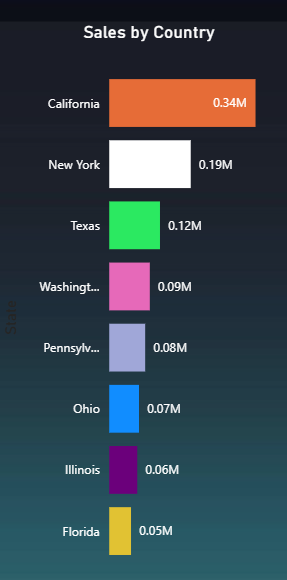 Sales by Country
California 0.34M
New York 0.19M
Texas 0.12M
Washingt... 0.09M
Pennsylv... 0.08M
Ohio 0.07M
Illinois 0.06M
Florida 0.05M
State